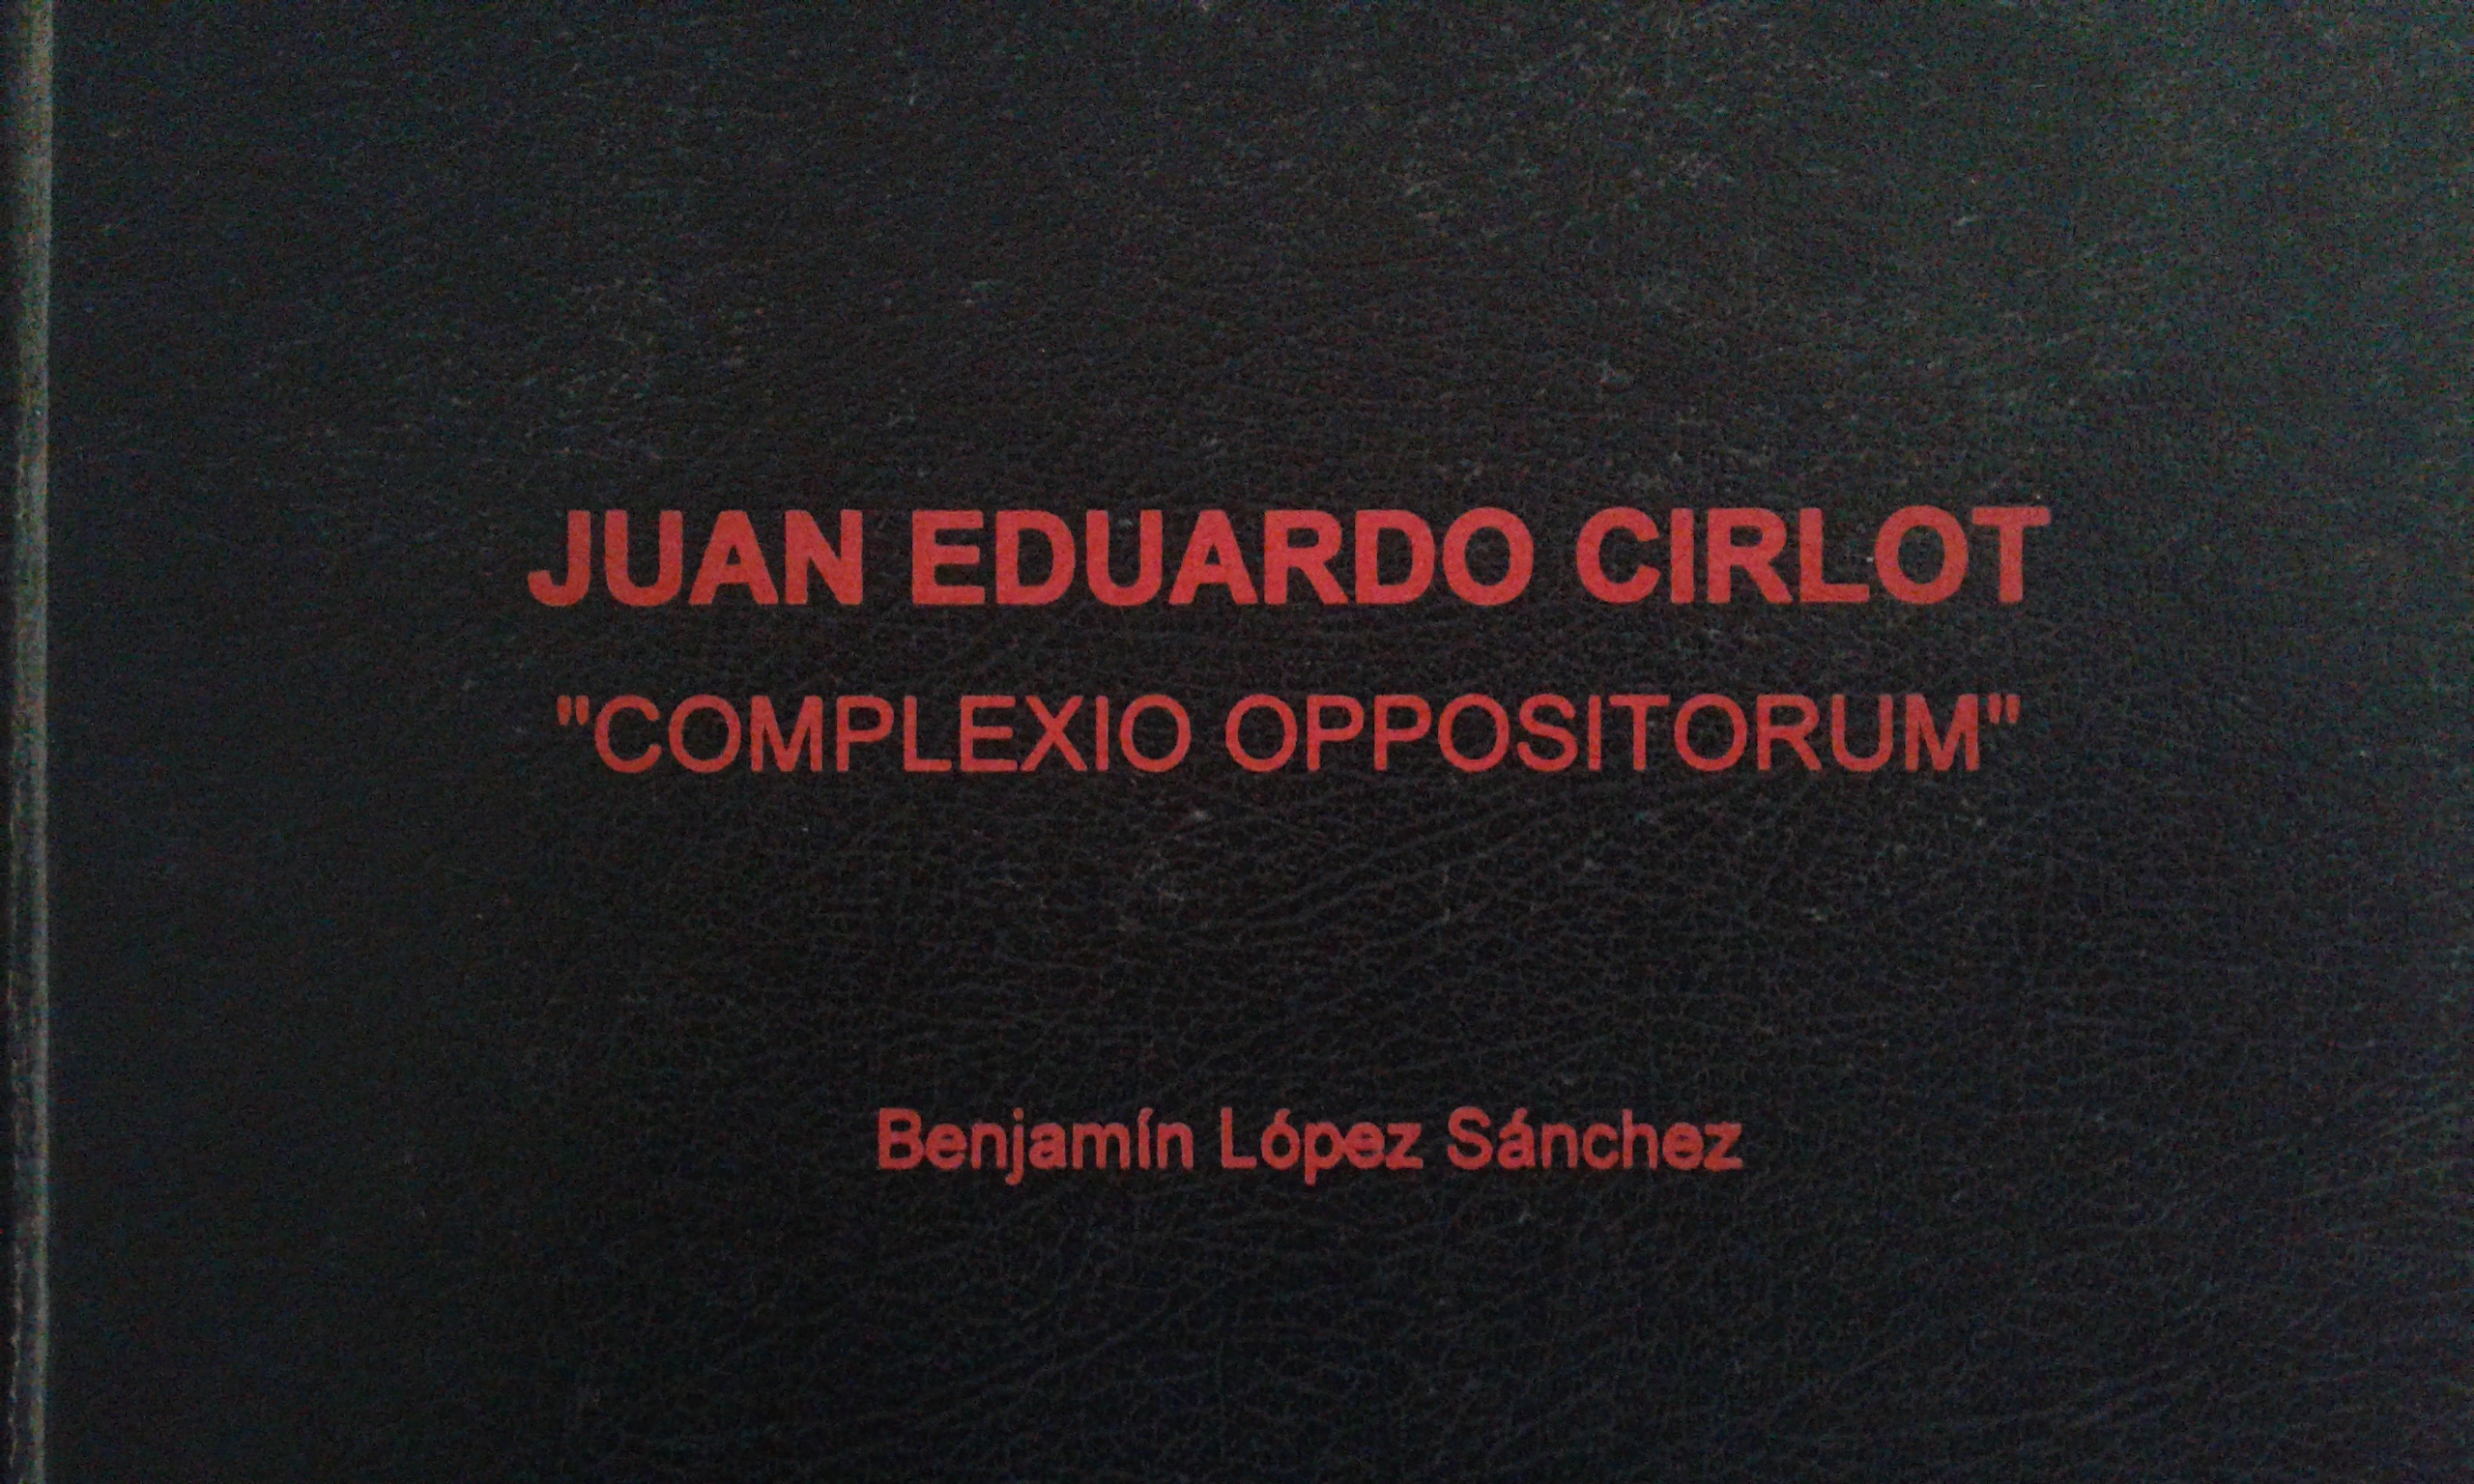 JUAN EDUARDO CIRLOT
"COMPLEXIO OPPOSITORUM"
Benjamín López Sánchez